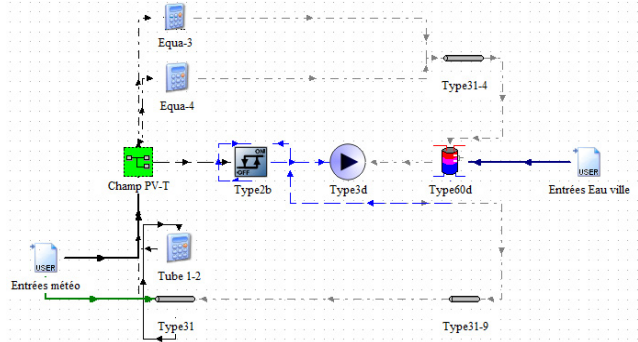 Equa-3
Type31-4
Equa-4
ON
OFF
Champ PV-T
Type2b
Type3d
Type60d
USER
Entrées Eau ville
USER
Tube 1-2
Entrées météo
Type31
Type31-9